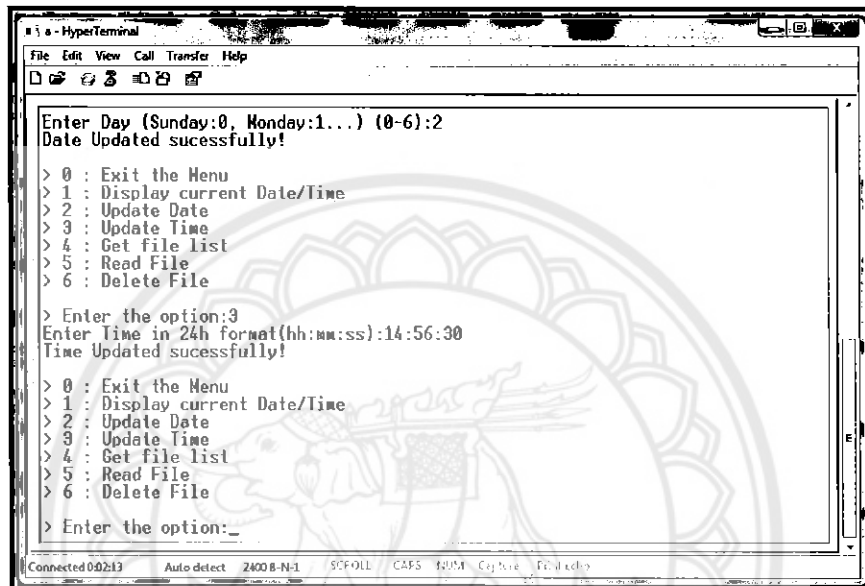 a - HyperTerminal
File Edit View Call Transfer Help
Enter Day (Sunday:0, Monday:1...) (0-6):2
Date Updated sucessfully!
> 0 : Exit the Menu
> 1 : Display current Date/Time
> 2 : Update Date
> 3 : Update Time
> 4 : Get file list
> 5 : Read File
> 6 : Delete File
> Enter the option:3
Enter Time in 24h format(hh:mm:ss):14:56:30
Time Updated sucessfully!
> 0 : Exit the Menu
> 1 : Display current Date/Time
> 2 : Update Date
> 3 : Update Time
> 4 : Get file list
> 5 : Read File
> 6 : Delete File
> Enter the option:_
Connected 0:02:13 Auto detect 2400 8-N-1 SCROLL CAPS NUM Capture Print echo